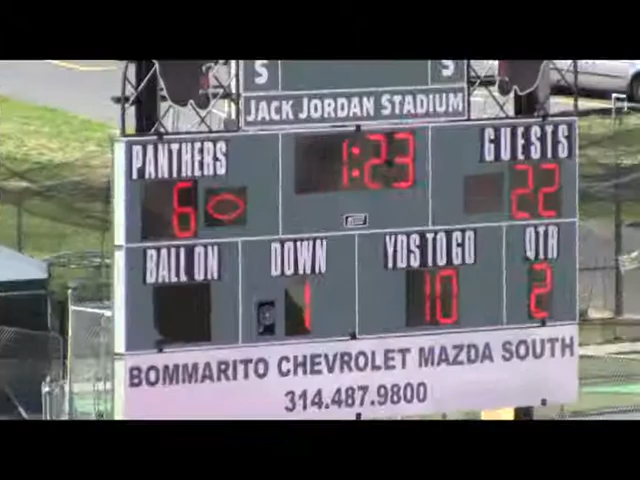 S S
JACK JORDAN STADIUM
PANTHERS 1:23 GUESTS
6 22
BALL ON DOWN YDS TO GO QTR
1 10 2
BOMMARITO CHEVROLET MAZDA SOUTH
314.487.9800